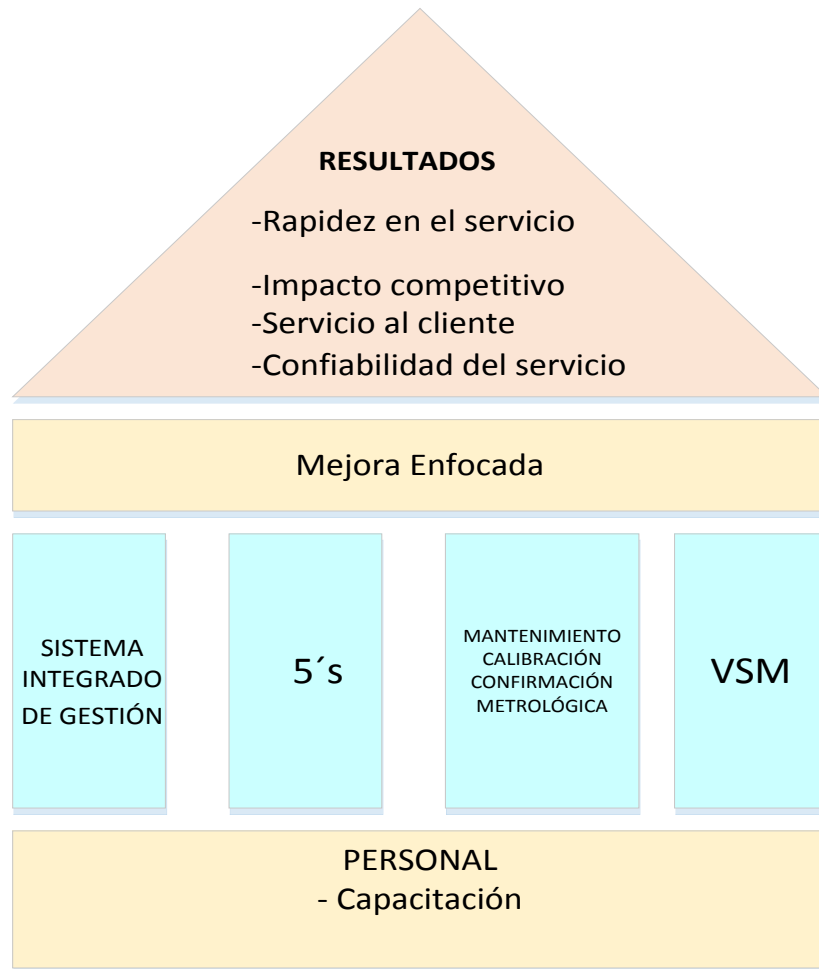 RESULTADOS
-Rapidez en el servicio
-Impacto competitivo
-Servicio al cliente
-Confiabilidad del servicio
Mejora Enfocada
SISTEMA
INTEGRADO
DE GESTIÓN
5´s
MANTENIMIENTO
CALIBRACIÓN
CONFIRMACIÓN
METROLÓGICA
VSM
PERSONAL
- Capacitación